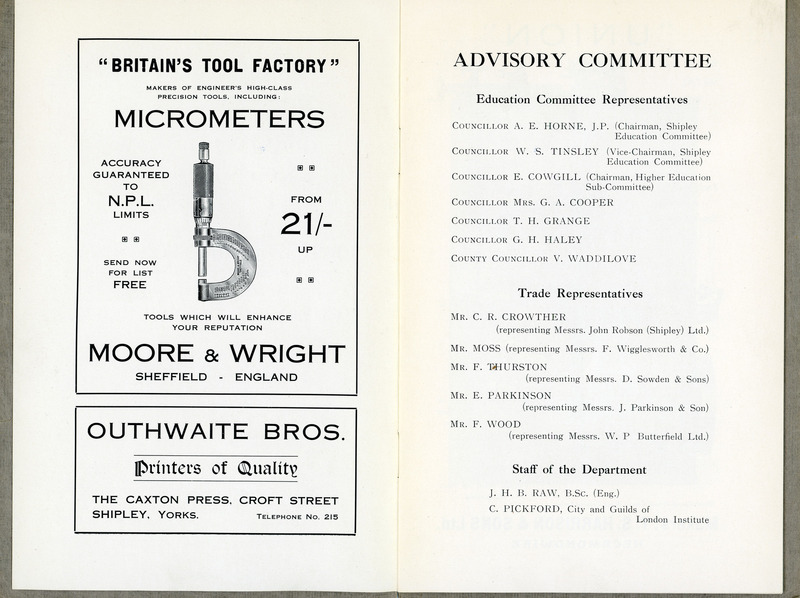 "BRITAIN'S TOOL FACTORY"
MAKERS OF ENGINEER'S HIGH-CLASS
PRECISION TOOLS, INCLUDING:
MICROMETERS
ACCURACY
GUARANTEED
TO
N.P.L.
LIMITS
SEND NOW
FOR LIST
FREE
FROM
21/-
UP
TOOLS WHICH WILL ENHANCE
YOUR REPUTATION
MOORE & WRIGHT
SHEFFIELD - ENGLAND
OUTHWAITE BROS.
Printers of Quality
THE CAXTON PRESS, CROFT STREET
SHIPLEY, YORKS. TELEPHONE NO. 215
ADVISORY COMMITTEE
Education Committee Representatives
COUNCILLOR A. E. HORNE, J.P. (Chairman, Shipley
Education Committee)
COUNCILLOR W. S. TINSLEY (Vice-Chairman, Shipley
Education Committee)
COUNCILLOR E. COWGILL (Chairman, Higher Education
Sub-Committee)
COUNCILLOR MRS. G. A. COOPER
COUNCILLOR T. H. GRANGE
COUNCILLOR G. H. HALEY
COUNTY COUNCILLOR V. WADDILOVE
Trade Representatives
MR. C. R. CROWTHER
(representing Messrs. John Robson (Shipley) Ltd.)
MR. MOSS (representing Messrs. F. Wigglesworth & Co.)
MR. F. THURSTON
(representing Messrs. D. Sowden & Sons)
MR. E. PARKINSON
(representing Messrs. J. Parkinson & Son)
MR. F. WOOD
(representing Messrs. W. P Butterfield Ltd.)
Staff of the Department
J. H. B. RAW, B.Sc. (Eng.)
C. PICKFORD, City and Guilds of
London Institute